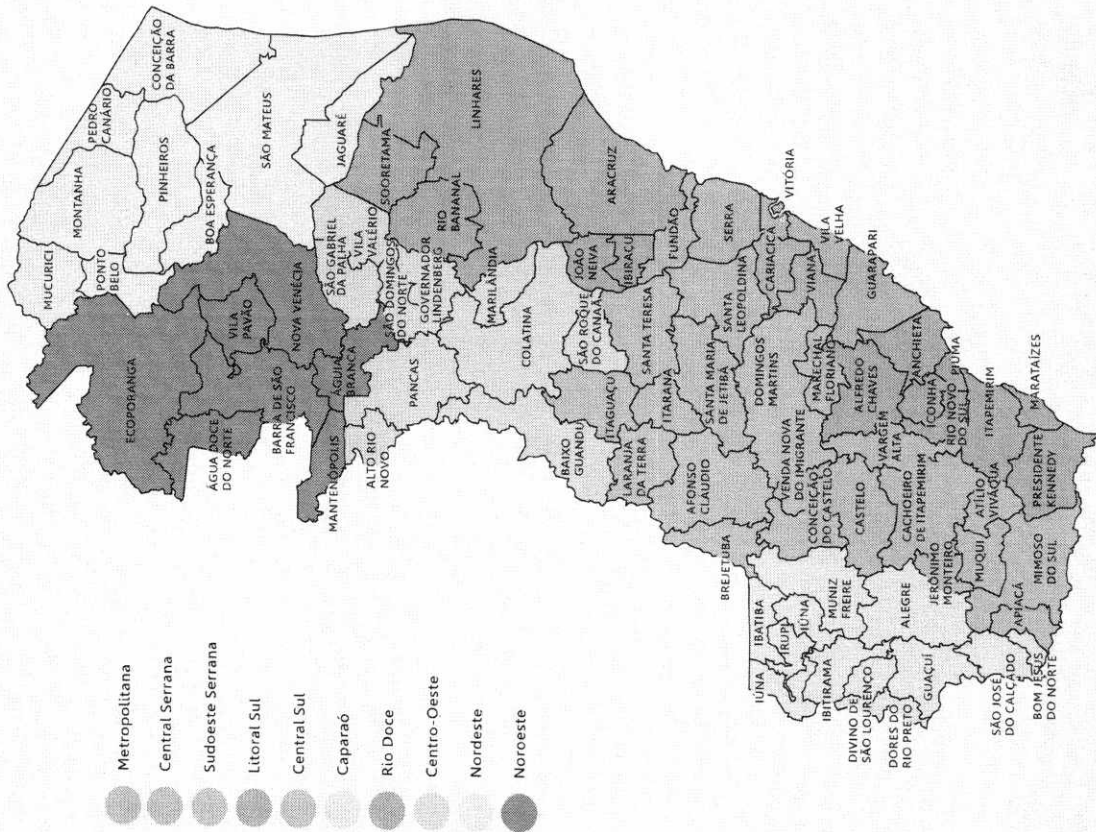 Metropolitana
Central Serrana
Sudoeste Serrana
Litoral Sul
Central Sul
Caparaó
Rio Doce
Centro-Oeste
Nordeste
Noroeste
MUCURICI
MONTANHA
PEDRO
CANÁRIO
CONCEIÇÃO
DA BARRA
PONTO
BELO
PINHEIROS
BOA ESPERANÇA
SÃO MATEUS
JAGUARÉ
ECOPORANGA
ÁGUA DOCE
DO NORTE
VILA
PAVÃO
BARRA DE SÃO
FRANCISCO
NOVA VENÉCIA
ÁGUIA
BRANCA
MANTENÓPOLIS
SÃO GABRIEL
DA PALHA
VILA
VALÉRIO
SOORETAMA
LINHARES
RIO
BANANAL
SÃO DOMINGOS
DO NORTE
GOVERNADOR
LINDENBERG
ALTO RIO
NOVO
PANCAS
MARILÂNDIA
COLATINA
ARACRUZ
JOÃO
NEIVA
IBIRAÇU
SÃO ROQUE
DO CANAÃ
BAIXO
GUANDU
ITAGUAÇU
LARANJA
DA TERRA
ITARANA
SANTA TERESA
FUNDÃO
SERRA
SANTA MARIA
DE JETIBÁ
SANTA
LEOPOLDINA
AFONSO
CLAUDIO
BREJETUBA
CARIACICA
VITÓRIA
VIANA
VILA
VELHA
DOMINGOS
MARTINS
MARECHAL
FLORIANO
GUARAPARI
VENDA NOVA
DO IMIGRANTE
CONCEIÇÃO
DO CASTELO
CASTELO
ALFREDO
CHAVES
VARGEM
ALTA
ANCHIETA
ICONHA
PIUMA
RIO NOVO
DO SUL
ITAPEMIRIM
MARATAÍZES
CACHOEIRO
DE ITAPEMIRIM
ATÍLIO
VIVÁQUA
PRESIDENTE
KENNEDY
IBATIBA
IÚNA
IRUPI
IÚNA
MUNIZ
FREIRE
IBITIRAMA
DIVINO DE
SÃO LOURENÇO
DORES DO
RIO PRETO
GUAÇUÍ
ALEGRE
JERÔNIMO
MONTEIRO
MUQUI
MIMOSO
DO SUL
APIACÁ
SÃO JOSÉ
DO CALÇADO
BOM JESUS
DO NORTE